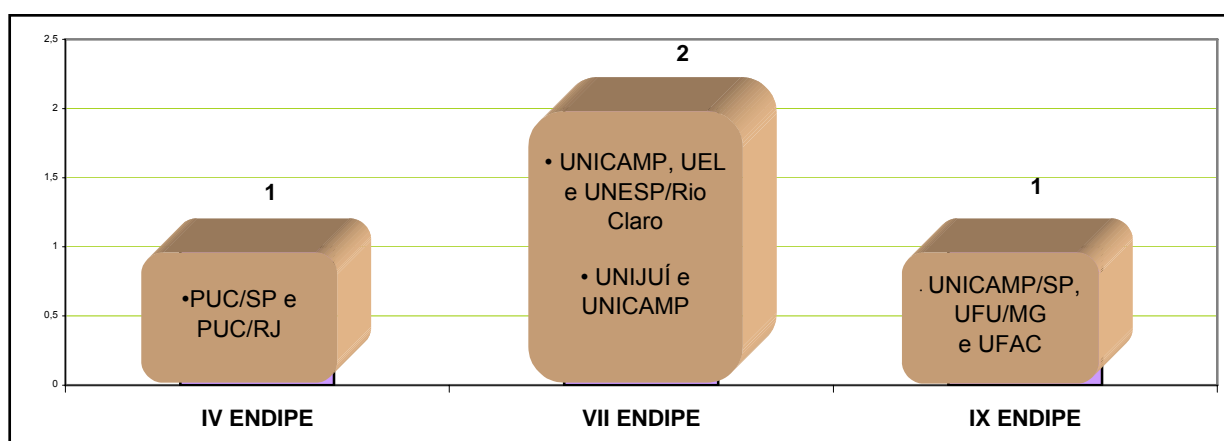 2,5
2
1,5
1
0,5
0
1
2
1
•PUC/SP e
PUC/RJ
• UNICAMP, UEL
e UNESP/Rio
Claro
• UNIJUÍ e
UNICAMP
. UNICAMP/SP,
UFU/MG
e UFAC
IV ENDIPE
VII ENDIPE
IX ENDIPE